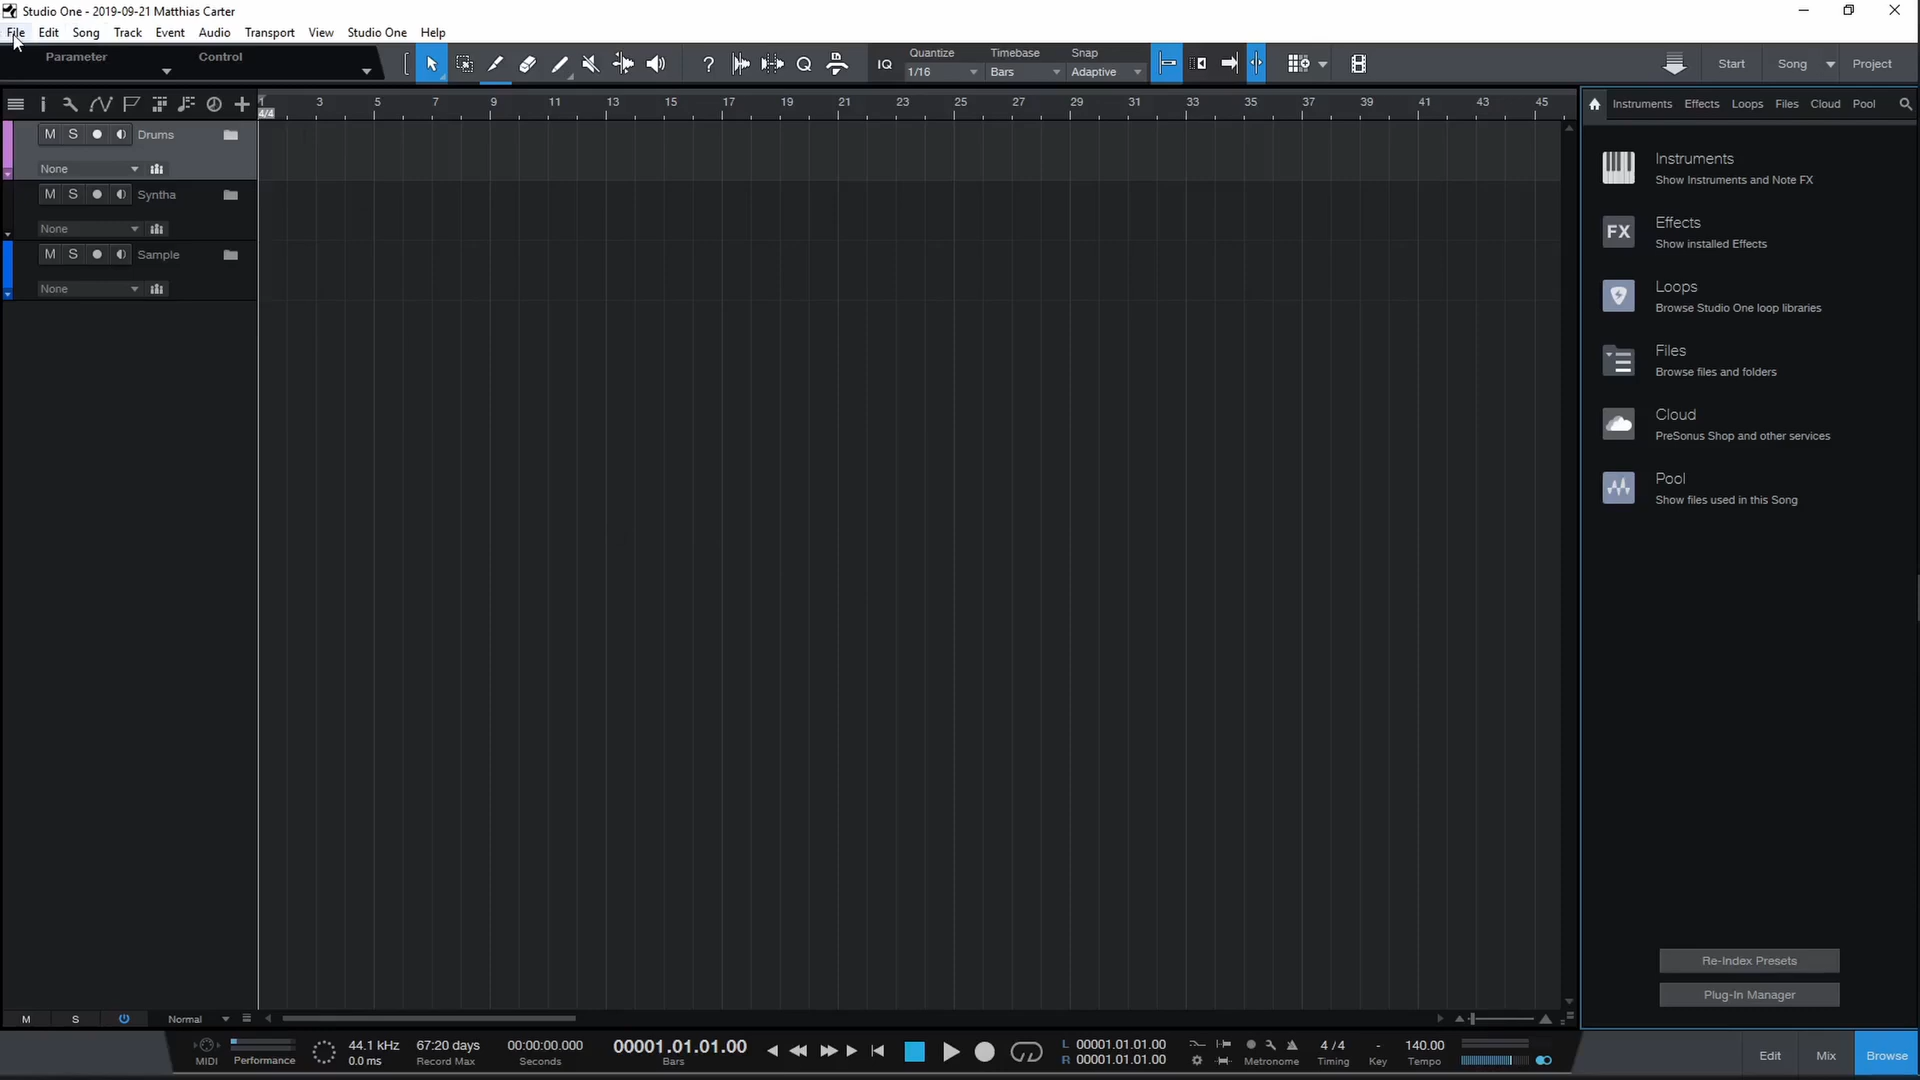 Studio One - 2019-09-21 Matthias Carter
File Edit Song Track Event Audio Transport View Studio One Help
Parameter Control
Quantize Timebase Snap
IQ 1/16 Bars Adaptive
Start Song Project
1 3 5 7 9 11 13 15 17 19 21 23 25 27 29 31 33 35 37 39 41 43 45
4/4
Instruments Effects Loops Files Cloud Pool
M S Drums
None
M S Syntha
None
M S Sample
None
Instruments
Show Instruments and Note FX
FX
Effects
Show installed Effects
Loops
Browse Studio One loop libraries
Files
Browse files and folders
Cloud
PreSonus Shop and other services
Pool
Show files used in this Song
Re-Index Presets
Plug-In Manager
M S Normal
MIDI Performance
44.1 kHz
0.0 ms
67:20 days
Record Max
00:00:00.000
Seconds
00001.01.01.00
Bars
L 00001.01.01.00
R 00001.01.01.00
Metronome
4 / 4
Timing
-
Key
140.00
Tempo
Edit Mix Browse